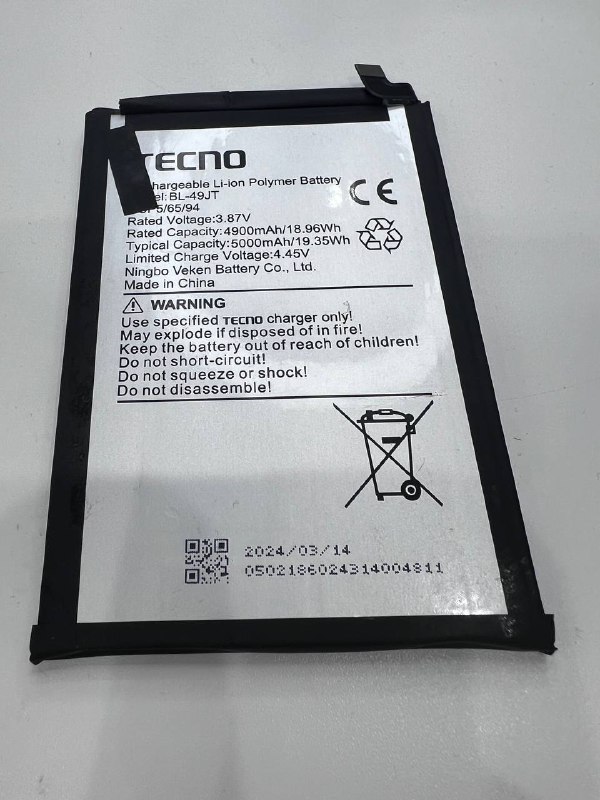 TECNO
chargeable Li-ion Polymer Battery
el: BL-49JT
5/65/94
Rated Voltage:3.87V
Rated Capacity:4900mAh/18.96Wh
Typical Capacity:5000mAh/19.35Wh
Limited Charge Voltage:4.45V
Ningbo Veken Battery Co., Ltd.
Made in China
CE
WARNING
Use specified TECNO charger only!
May explode if disposed of in fire!
Keep the battery out of reach of children!
Do not short-circuit!
Do not squeeze or shock!
Do not disassemble!
2024/03/14
0502186024314004811